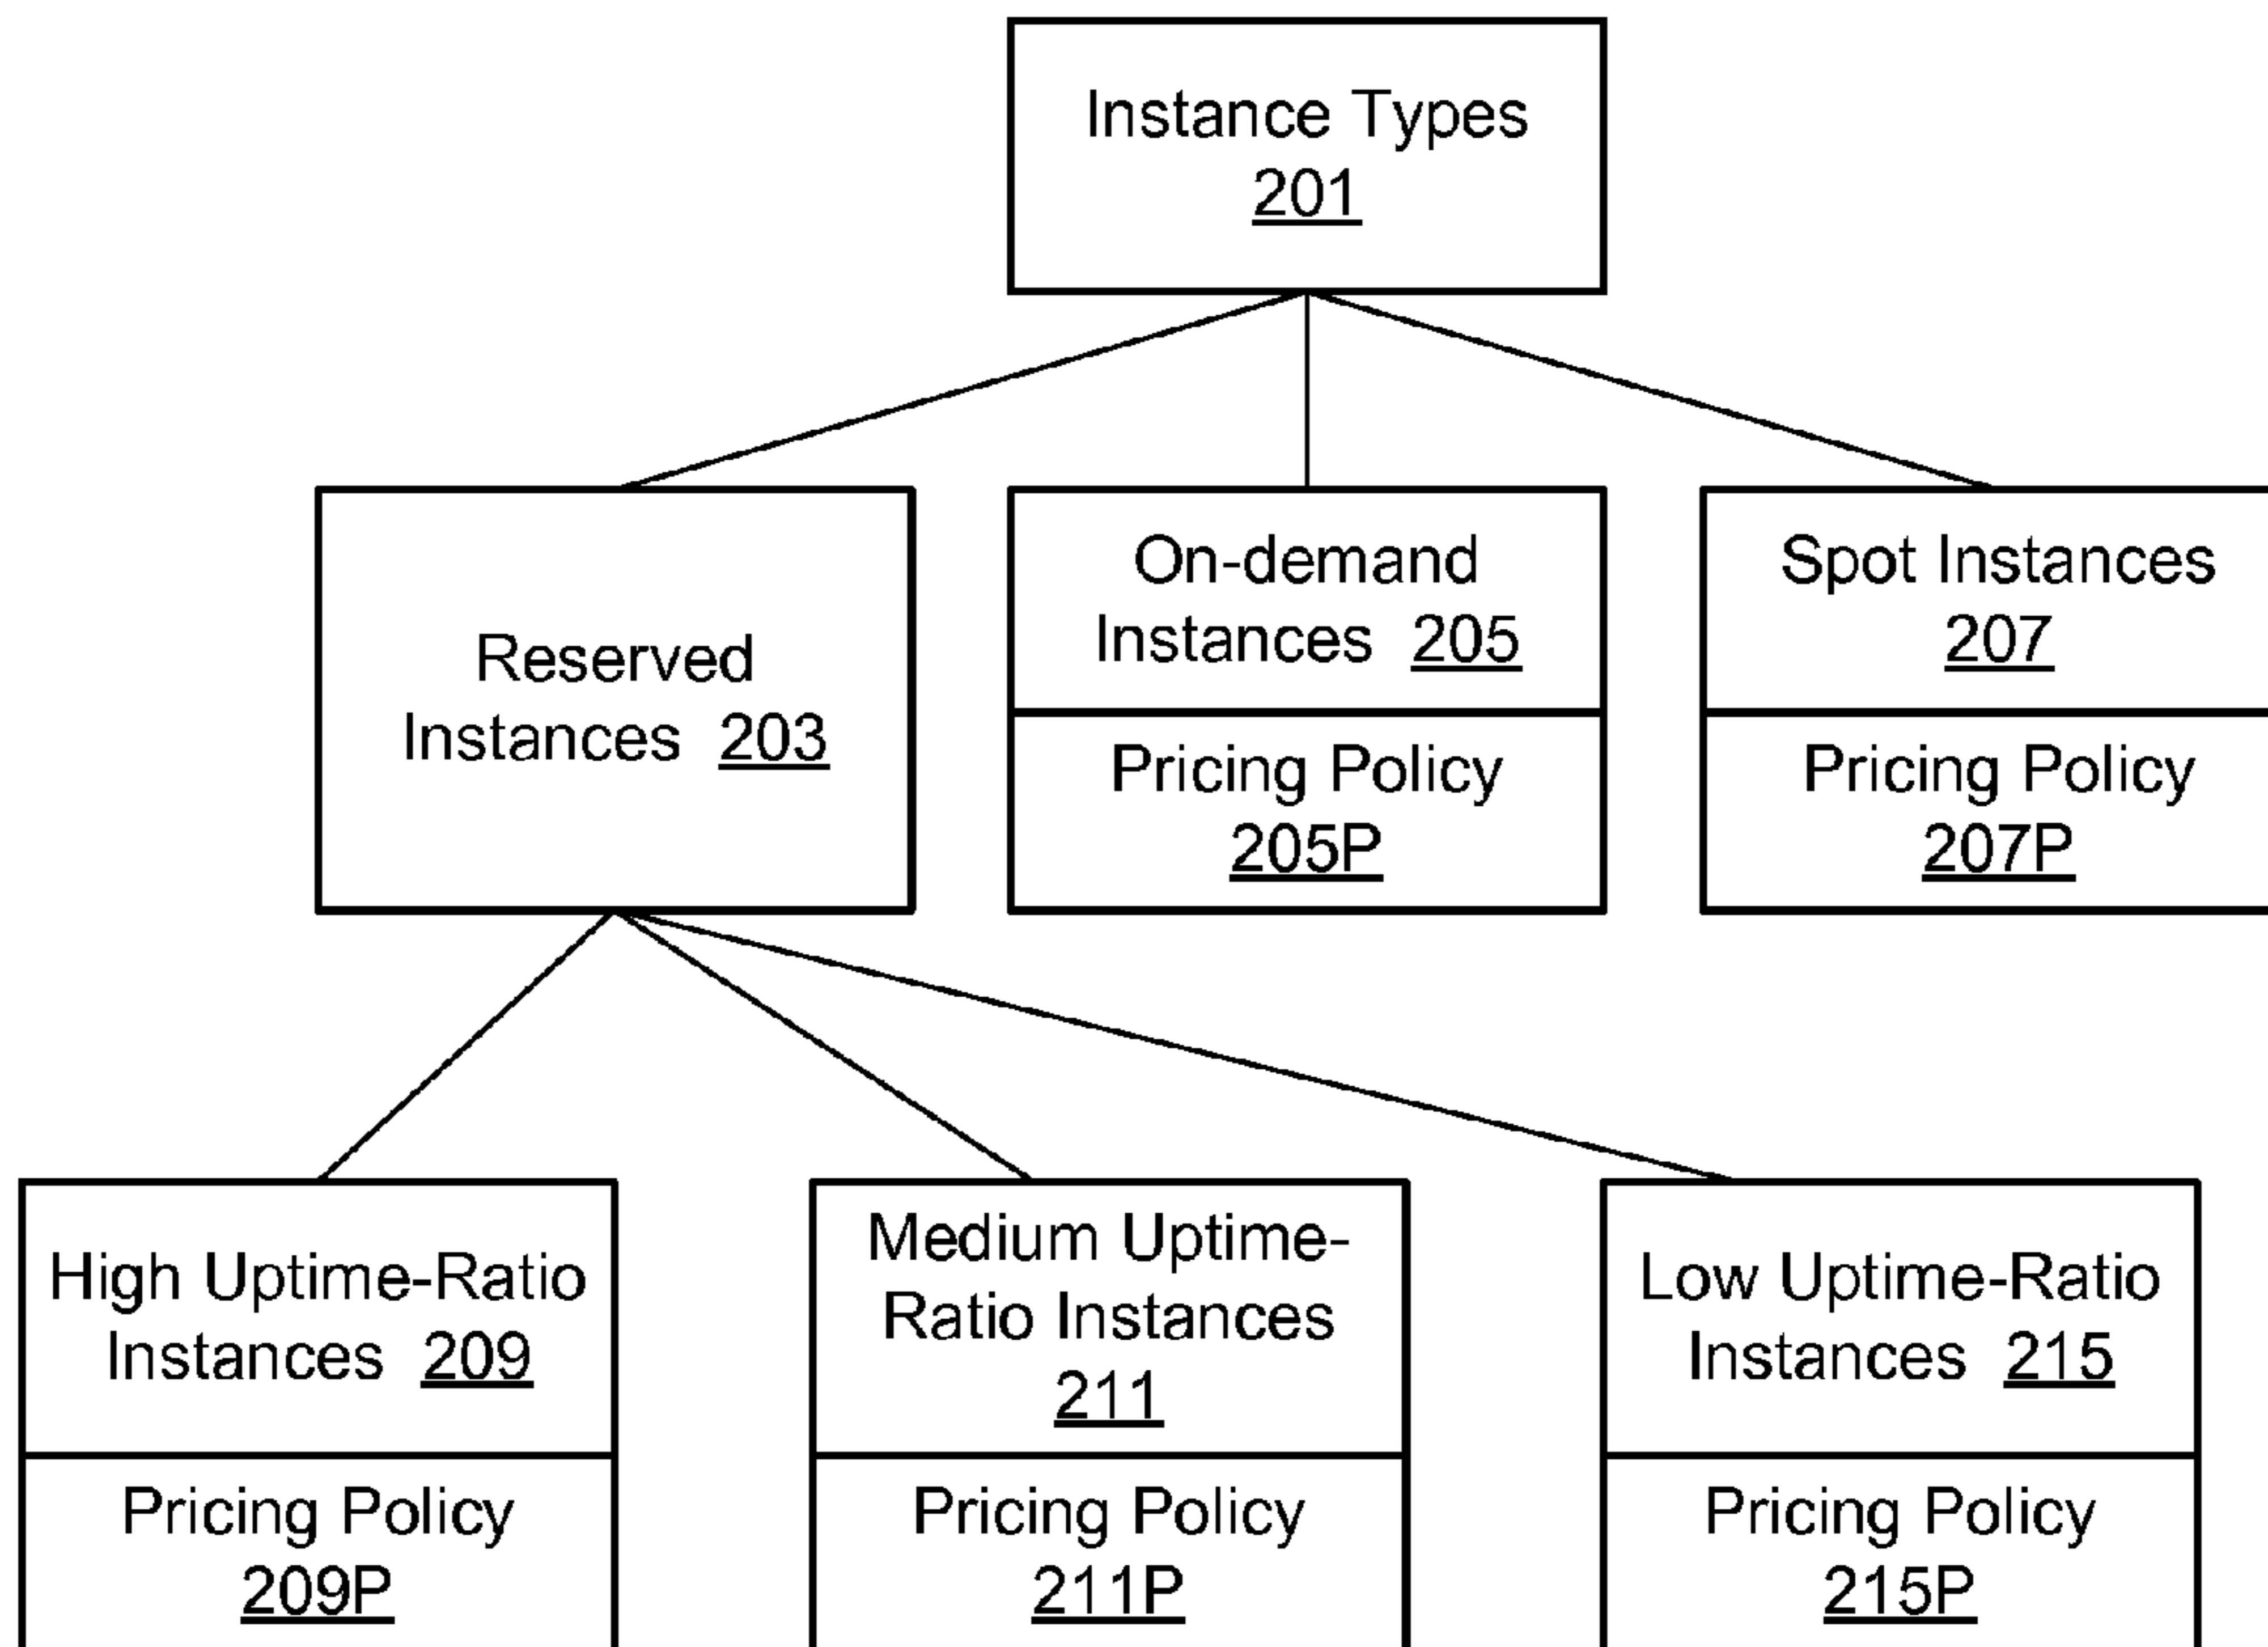 Instance Types
201
Reserved
Instances 203
On-demand
Instances 205
Pricing Policy
205P
Spot Instances
207
Pricing Policy
207P
High Uptime-Ratio
Instances 209
Pricing Policy
209P
Medium Uptime-
Ratio Instances
211
Pricing Policy
211P
Low Uptime-Ratio
Instances 215
Pricing Policy
215P